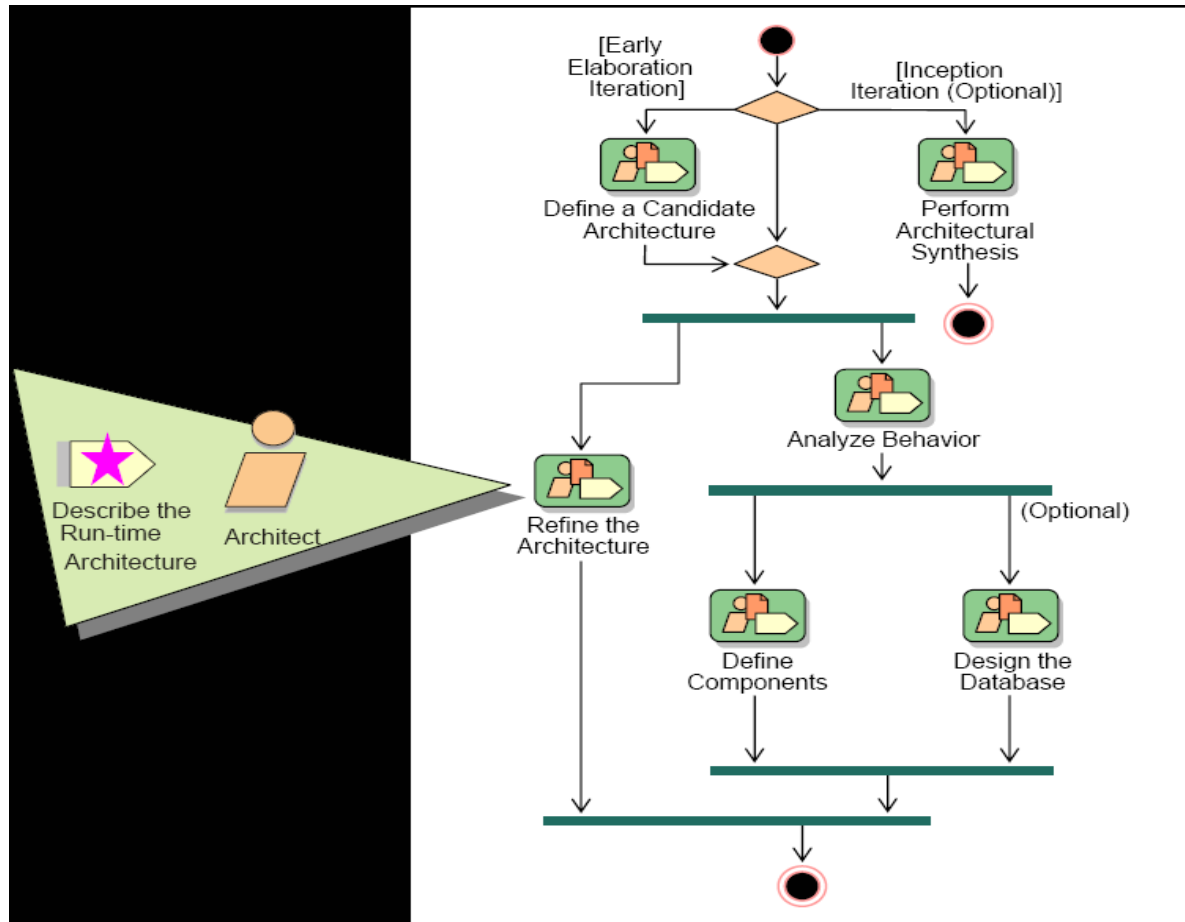 [Early
Elaboration
Iteration]
[Inception
Iteration (Optional)]
Define a Candidate
Architecture
Perform
Architectural
Synthesis
Analyze Behavior
Describe the
Run-time
Architecture
Architect
Refine the
Architecture
(Optional)
Define
Components
Design the
Database